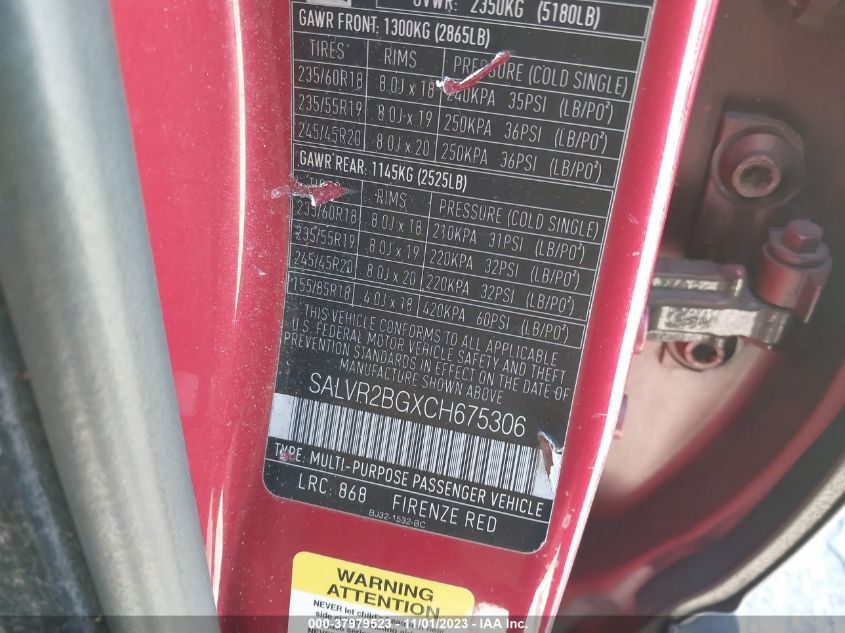 GVWR: 2350KG (5180LB)
GAWR FRONT: 1300KG (2865LB)
TIRES RIMS PRESSURE (COLD SINGLE)
235/60R18 8.0J x 18 240KPA 35PSI (LB/PO²)
235/55R19 8.0J x 19 250KPA 36PSI (LB/PO²)
245/45R20 8.0J x 20 250KPA 36PSI (LB/PO²)
GAWR REAR: 1145KG (2525LB)
RIMS PRESSURE (COLD SINGLE)
235/60R18 8.0J x 18 210KPA 31PSI (LB/PO²)
235/55R19 8.0J x 19 220KPA 32PSI (LB/PO²)
245/45R20 8.0J x 20 220KPA 32PSI (LB/PO²)
155/85R18 4.0J x 18 420KPA 60PSI (LB/PO²)
THIS VEHICLE CONFORMS TO ALL APPLICABLE
U.S. FEDERAL MOTOR VEHICLE SAFETY AND THEFT
PREVENTION STANDARDS IN EFFECT ON THE DATE OF
MANUFACTURE SHOWN ABOVE.
SALVR2BGXCH675306
TYPE: MULTI-PURPOSE PASSENGER VEHICLE
LRC: 868 FIRENZE RED
BJ32-1532-BC
WARNING
ATTENTION
NEVER let children
000-37979523 - 11/01/2023 - IAA Inc.